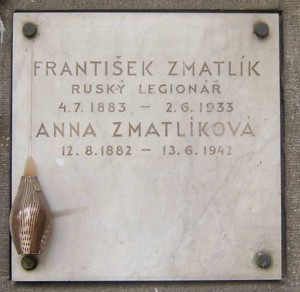 FRANTIŠEK ZMATLÍK
RUSKÝ LEGIONÁŘ
4.7.1883 — 2.6.1933
ANNA ZMATLÍKOVÁ
12.8.1882 — 13.6.1942